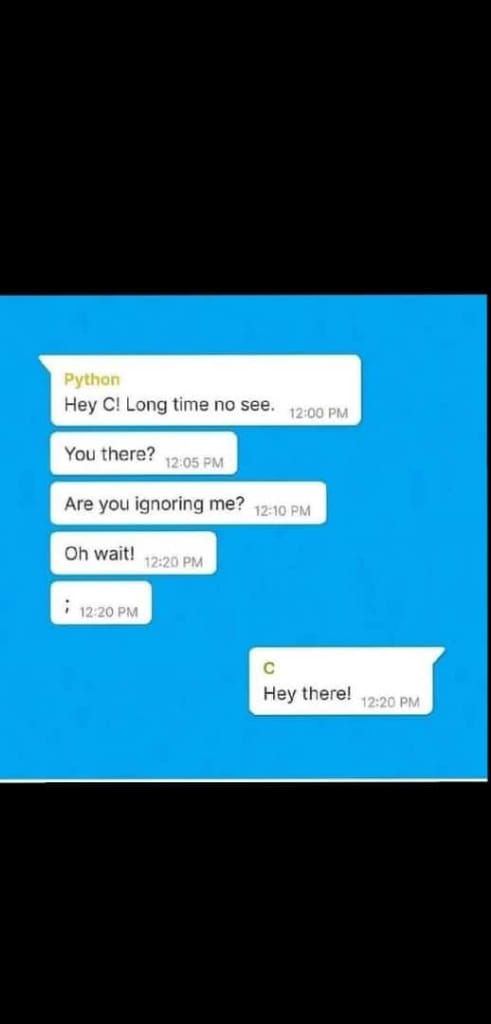 Python
Hey C! Long time no see. 12:00 PM
You there? 12:05 PM
Are you ignoring me? 12:10 PM
Oh wait! 12:20 PM
; 12:20 PM
C
Hey there! 12:20 PM